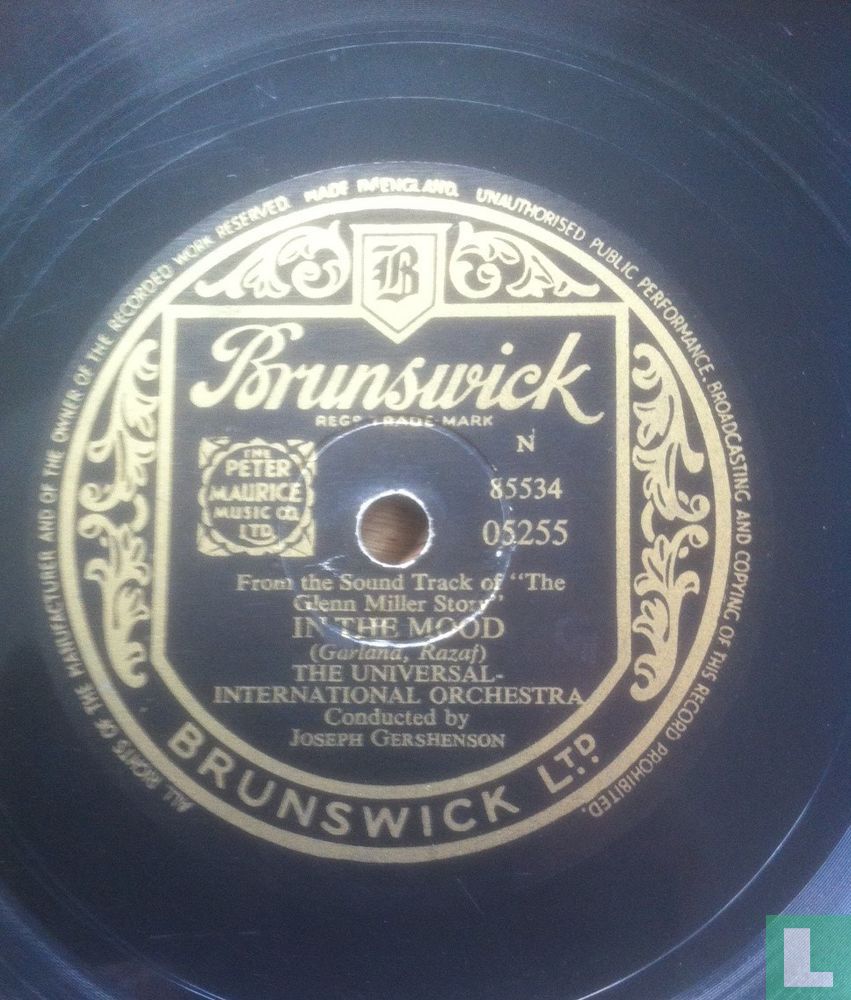 ALL RIGHTS OF THE MANUFACTURER AND OF THE OWNER OF THE RECORDED WORK RESERVED. MADE IN ENGLAND. UNAUTHORISED PUBLIC PERFORMANCE, BROADCASTING AND COPYING OF THIS RECORD PROHIBITED.
B
Brunswick
REGD TRADE MARK
N
THE
PETER
MAURICE
MUSIC CO.
LTD.
85534
05255
From the Sound Track of "The
Glenn Miller Story"
IN THE MOOD
(Garland, Razaf)
THE UNIVERSAL-
INTERNATIONAL ORCHESTRA
Conducted by
JOSEPH GERSHENSON
BRUNSWICK LTD.
L